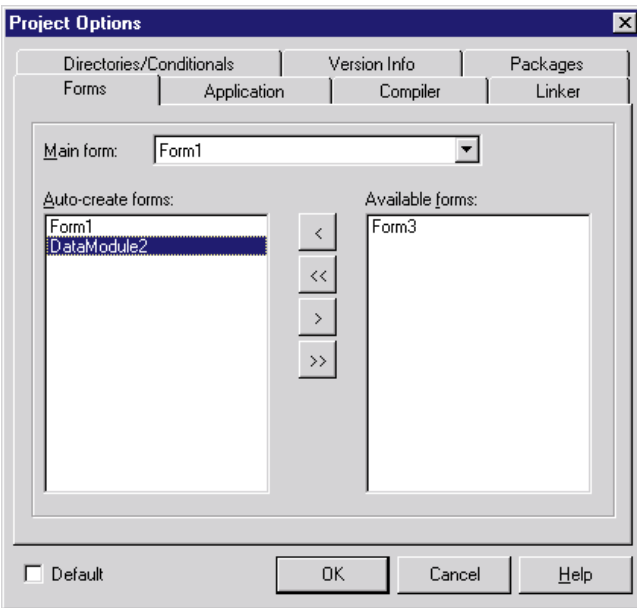 Project Options
Directories/Conditionals Version Info Packages
Forms Application Compiler Linker
Main form: Form1
Auto-create forms: Available forms:
Form1 < Form3
DataModule2
<<
>
>>
Default OK Cancel Help